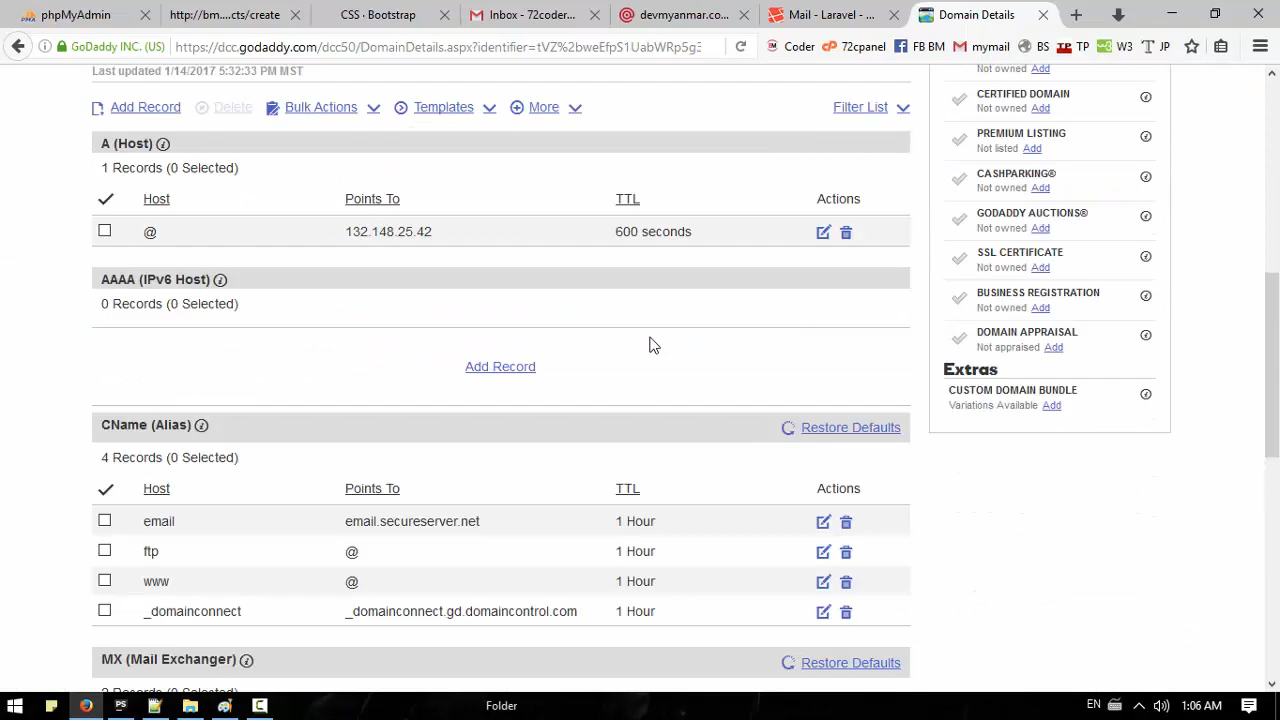 phpMyAdmin
http://brim.tcs/create
CSS · Bootstrap
Inbox - 72coder...
devmyanmar.co...
Mail - Laravel - ...
Domain Details
GoDaddy INC. (US)
https://dcc.godaddy.com/dcc50/DomainDetails.aspx?identifier=
Coder
72cpanel
FB BM
mymail
BS
TP
W3
JP
Last updated 1/14/2017 5:32:33 PM MST
Add Record
Delete
Bulk Actions
Templates
More
Filter List
A (Host)
1 Records (0 Selected)
Host Points To TTL Actions
@ 132.148.25.42 600 seconds
AAAA (IPv6 Host)
0 Records (0 Selected)
Add Record
CName (Alias)
Restore Defaults
4 Records (0 Selected)
Host Points To TTL Actions
email email.secureserver.net 1 Hour
ftp @ 1 Hour
www @ 1 Hour
_domainconnect _domainconnect.gd.domaincontrol.com 1 Hour
MX (Mail Exchanger)
Restore Defaults
Not owned Add
CERTIFIED DOMAIN
Not owned Add
PREMIUM LISTING
Not listed Add
CASHPARKING®
Not owned Add
GODADDY AUCTIONS®
Not owned Add
SSL CERTIFICATE
Not owned Add
BUSINESS REGISTRATION
Not owned Add
DOMAIN APPRAISAL
Not appraised Add
Extras
CUSTOM DOMAIN BUNDLE
Variations Available Add
Folder
EN
1:06 AM